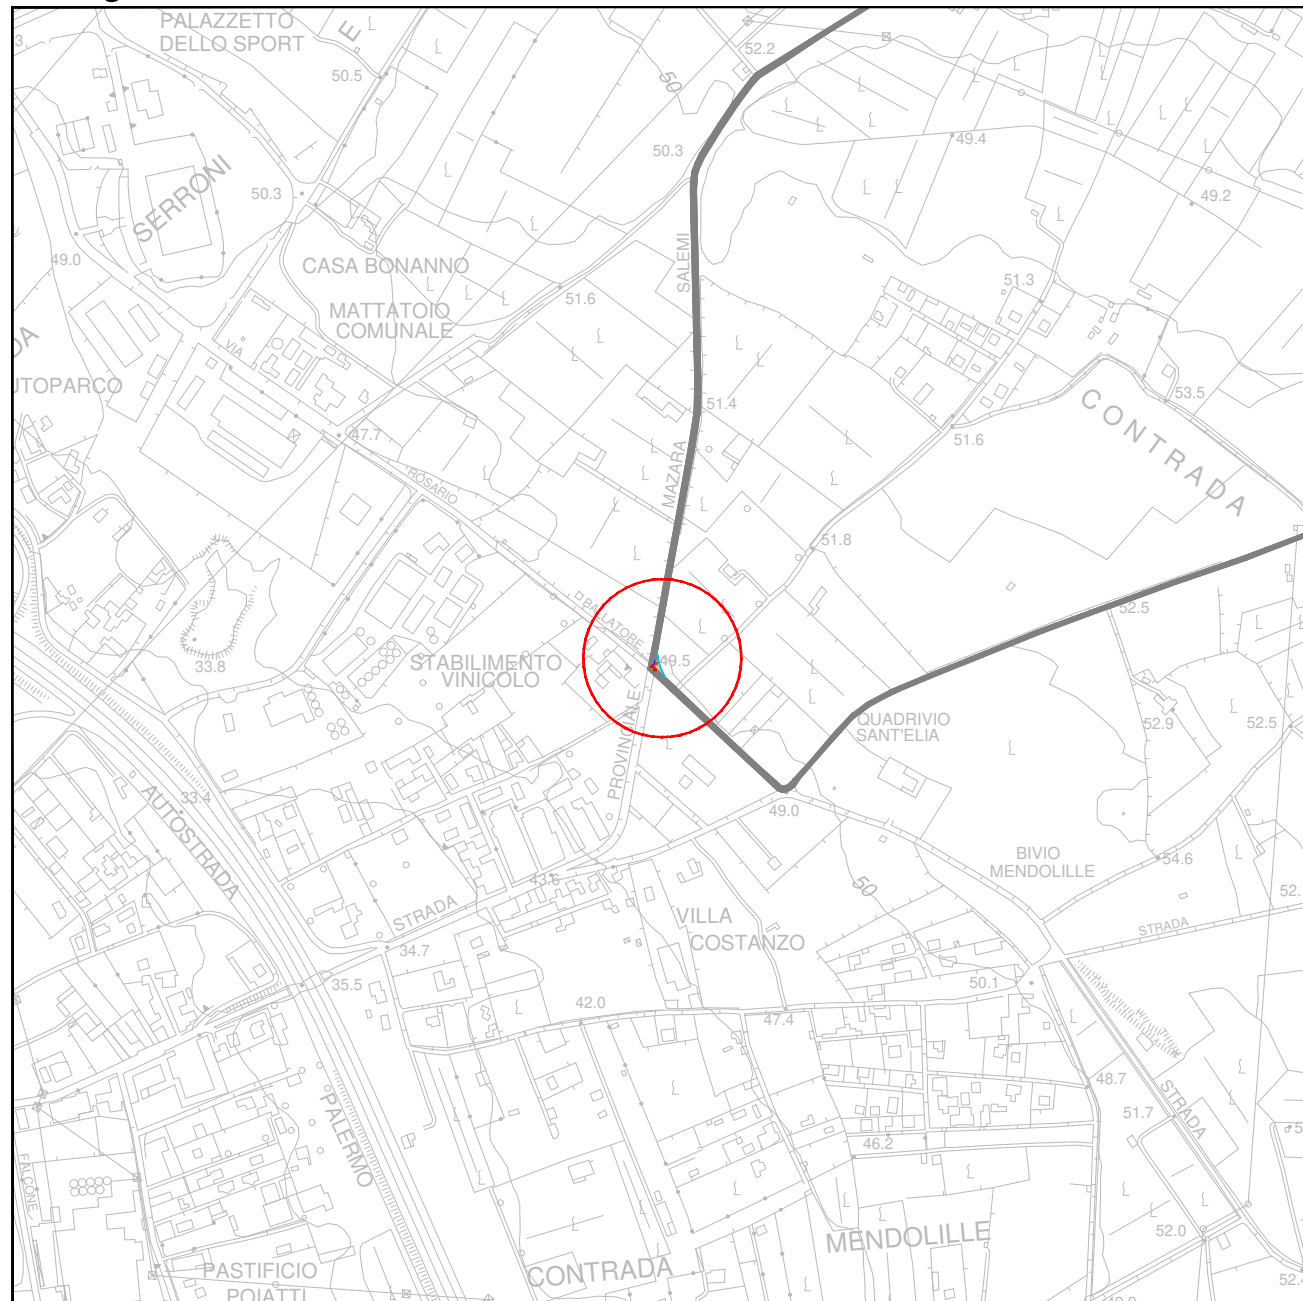 PALAZZETTO
DELLO SPORT
E
50.5
52.2
50
50.3
49.4
49.2
SERRONI
50.3
49.0
CASA BONANNO
MATTATOIO
COMUNALE
51.6
SALEMI
51.3
VIA
51.4
53.5
CONTRADA
47.7
51.6
ROSARIO
MAZARA
51.8
BALLATORE
33.8
STABILIMENTO
VINICOLO
49.5
52.5
PROVINCIALE
QUADRIVIO
SANT'ELIA
52.9
52.5
33.4
AUTOSTRADA
49.0
BIVIO
MENDOLILLE
54.6
43.6
50
STRADA
VILLA
COSTANZO
STRADA
34.7
35.5
42.0
47.4
50.1
48.7
51.7
STRADA
PALERMO
46.2
FALCONE
52.0
MENDOLILLE
PASTIFICIO
POIATTI
CONTRADA